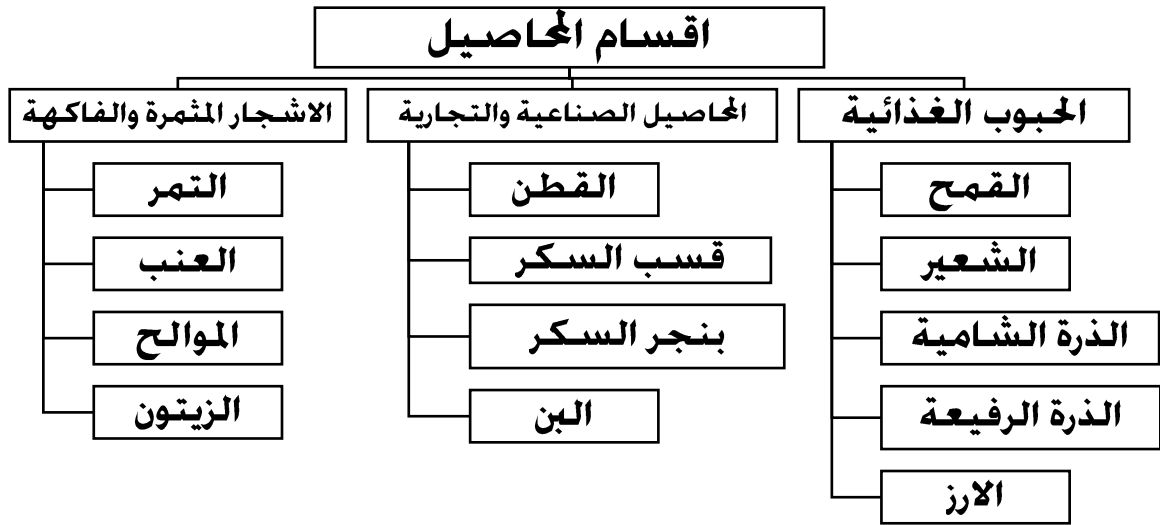 اقسام المحاصيل
الحبوب الغذائية
القمح
الشعير
الذرة الشامية
الذرة الرفيعة
الارز
المحاصيل الصناعية والتجارية
القطن
قسب السكر
بنجر السكر
البن
الاشجار المثمرة والفاكهة
التمر
العنب
الموالح
الزيتون